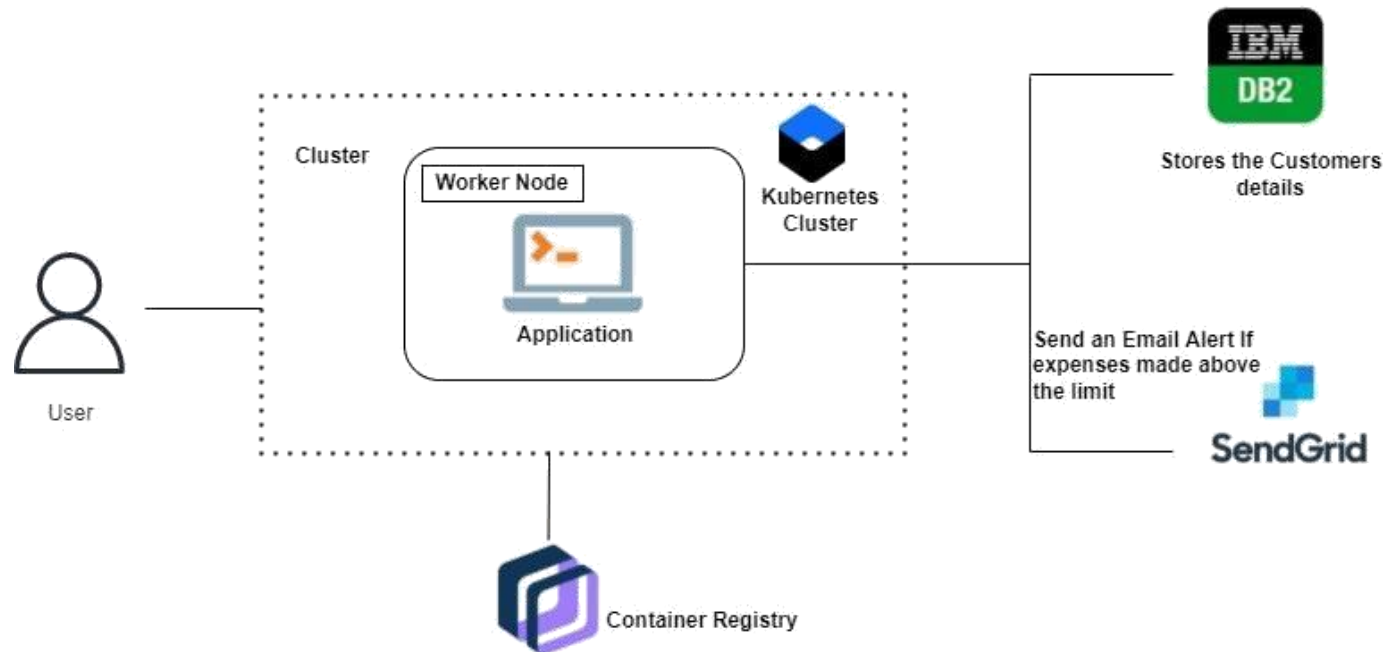 IBM
DB2
Stores the Customers
details
Cluster
Worker Node
Kubernetes
Cluster
Application
User
Send an Email Alert If
expenses made above
the limit
SendGrid
Container Registry